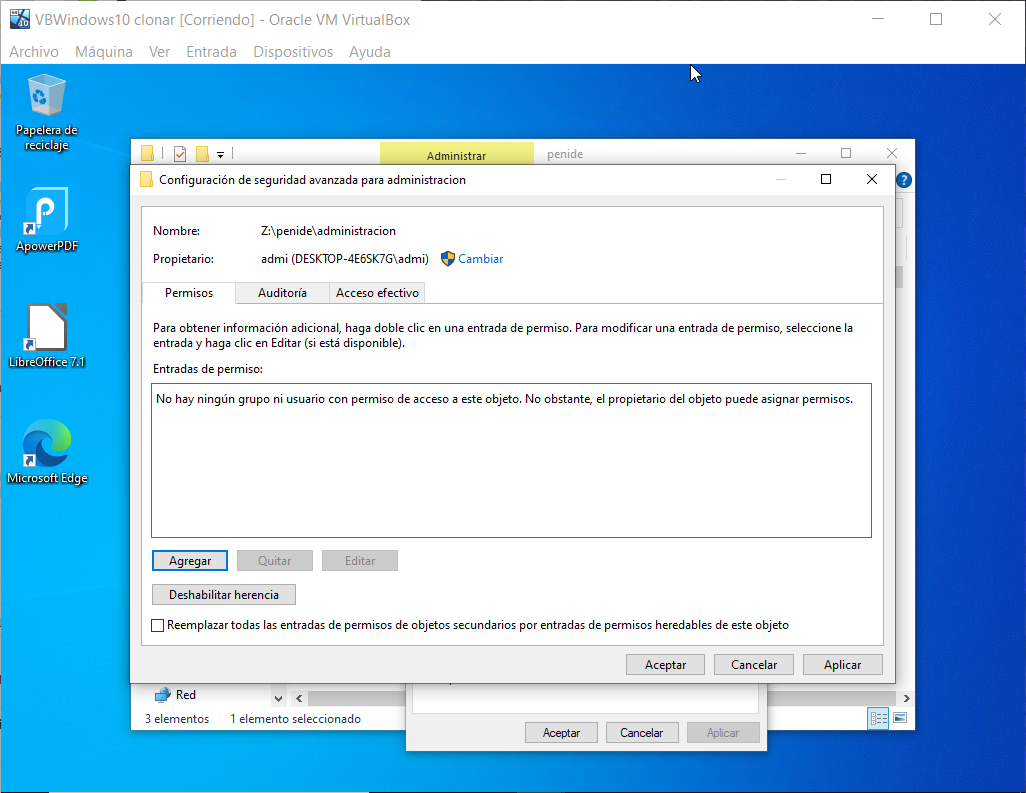 VBWindows10 clonar [Corriendo] - Oracle VM VirtualBox
Archivo Máquina Ver Entrada Dispositivos Ayuda
Papelera de
reciclaje
ApowerPDF
LibreOffice 7.1
Microsoft Edge
Administrar penide
Configuración de seguridad avanzada para administracion
Nombre: Z:\penide\administracion
Propietario: admi (DESKTOP-4E6SK7G\admi) Cambiar
Permisos Auditoría Acceso efectivo
Para obtener información adicional, haga doble clic en una entrada de permiso. Para modificar una entrada de permiso, seleccione la
entrada y haga clic en Editar (si está disponible).
Entradas de permiso:
No hay ningún grupo ni usuario con permiso de acceso a este objeto. No obstante, el propietario del objeto puede asignar permisos.
Agregar Quitar Editar
Deshabilitar herencia
Reemplazar todas las entradas de permisos de objetos secundarios por entradas de permisos heredables de este objeto
Aceptar Cancelar Aplicar
Red
3 elementos 1 elemento seleccionado
Aceptar Cancelar Aplicar